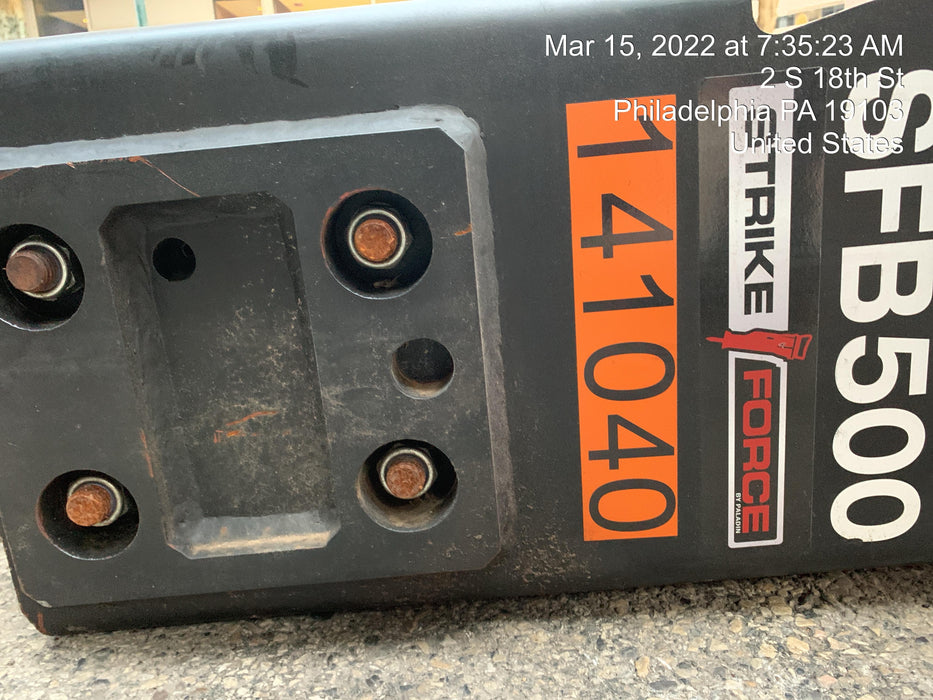 Mar 15, 2022 at 7:35:23 AM
2 S 18th St
Philadelphia PA 19103
United States
141040
STRIKE
FORCE
BY PALADIN
SFB500